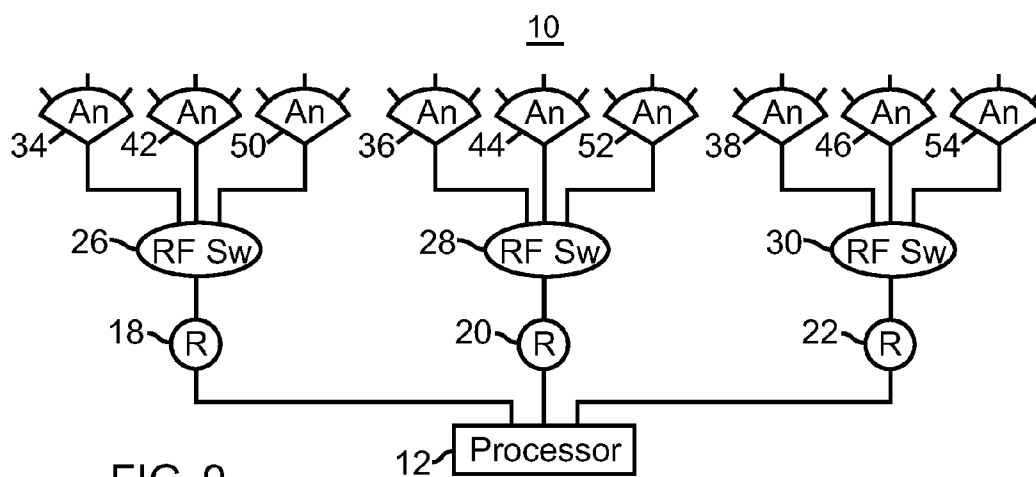 10
An An An An An An An An An
34 42 50 36 44 52 38 46 54
26 RF Sw 28 RF Sw 30 RF Sw
18 R 20 R 22 R
12 Processor
FIG